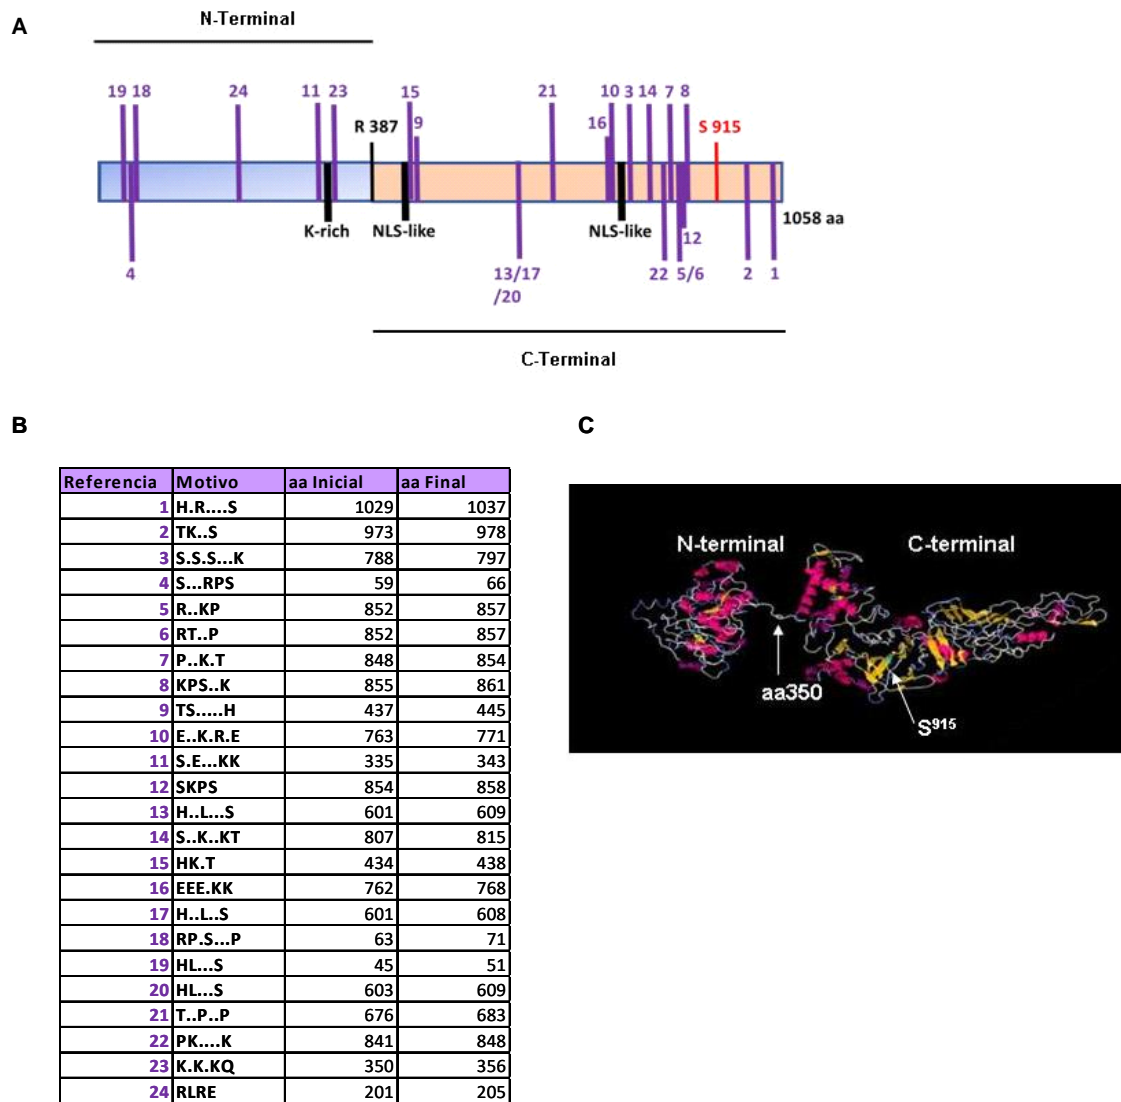 A
N-Terminal
19 18 24 11 23 15 21 10 3 14 7 8
R 387 9 16 S 915
K-rich NLS-like NLS-like 12 1058 aa
4 13/17 22 5/6 2 1
/20
C-Terminal
B
C
Referencia Motivo aa Inicial aa Final
1 H.R....S 1029 1037
2 TK..S 973 978
3 S.S.S...K 788 797
4 S...RPS 59 66
5 R..KP 852 857
6 RT..P 852 857
7 P..K.T 848 854
8 KPS..K 855 861
9 TS.....H 437 445
10 E..K.R.E 763 771
11 S.E...KK 335 343
12 SKPS 854 858
13 H..L...S 601 609
14 S..K..KT 807 815
15 HK.T 434 438
16 EEE.KK 762 768
17 H..L..S 601 608
18 RP.S...P 63 71
19 HL...S 45 51
20 HL...S 603 609
21 T..P..P 676 683
22 PK....K 841 848
23 K.K.KQ 350 356
24 RLRE 201 205
N-terminal C-terminal
aa350
S⁹¹⁵